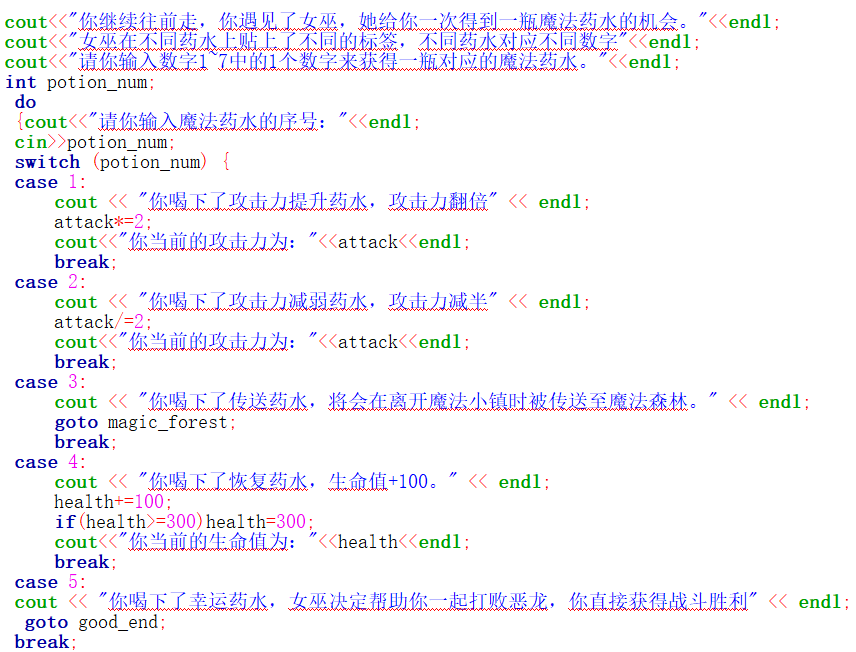 cout<<"你继续往前走，你遇见了女巫，她给你一次得到一瓶魔法药水的机会。"<<endl;
cout<<"女巫在不同药水上贴上了不同的标签，不同药水对应不同数字"<<endl;
cout<<"请你输入数字1~7中的1个数字来获得一瓶对应的魔法药水。"<<endl;
int potion_num;
do
{cout<<"请你输入魔法药水的序号："<<endl;
cin>>potion_num;
switch (potion_num) {
case 1:
cout << "你喝下了攻击力提升药水，攻击力翻倍" << endl;
attack*=2;
cout<<"你当前的攻击力为："<<attack<<endl;
break;
case 2:
cout << "你喝下了攻击力减弱药水，攻击力减半" << endl;
attack/=2;
cout<<"你当前的攻击力为："<<attack<<endl;
break;
case 3:
cout << "你喝下了传送药水，将会在离开魔法小镇时被传送至魔法森林。" << endl;
goto magic_forest;
break;
case 4:
cout << "你喝下了恢复药水，生命值+100。" << endl;
health+=100;
if(health>=300)health=300;
cout<<"你当前的生命值为："<<health<<endl;
break;
case 5:
cout << "你喝下了幸运药水，女巫决定帮助你一起打败恶龙，你直接获得战斗胜利" << endl;
goto good_end;
break;